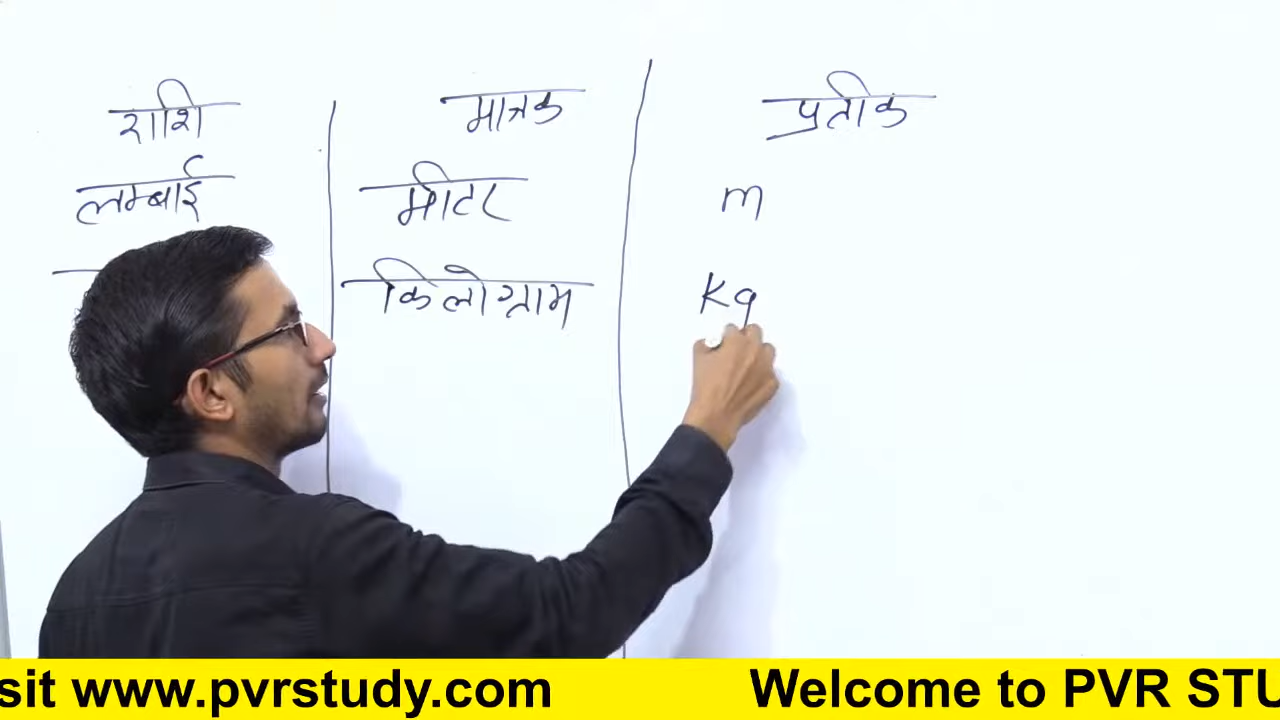 राशि मात्रक प्रतीक
लम्बाई मीटर m
किलोग्राम Kg
sit www.pvrstudy.com Welcome to PVR STU